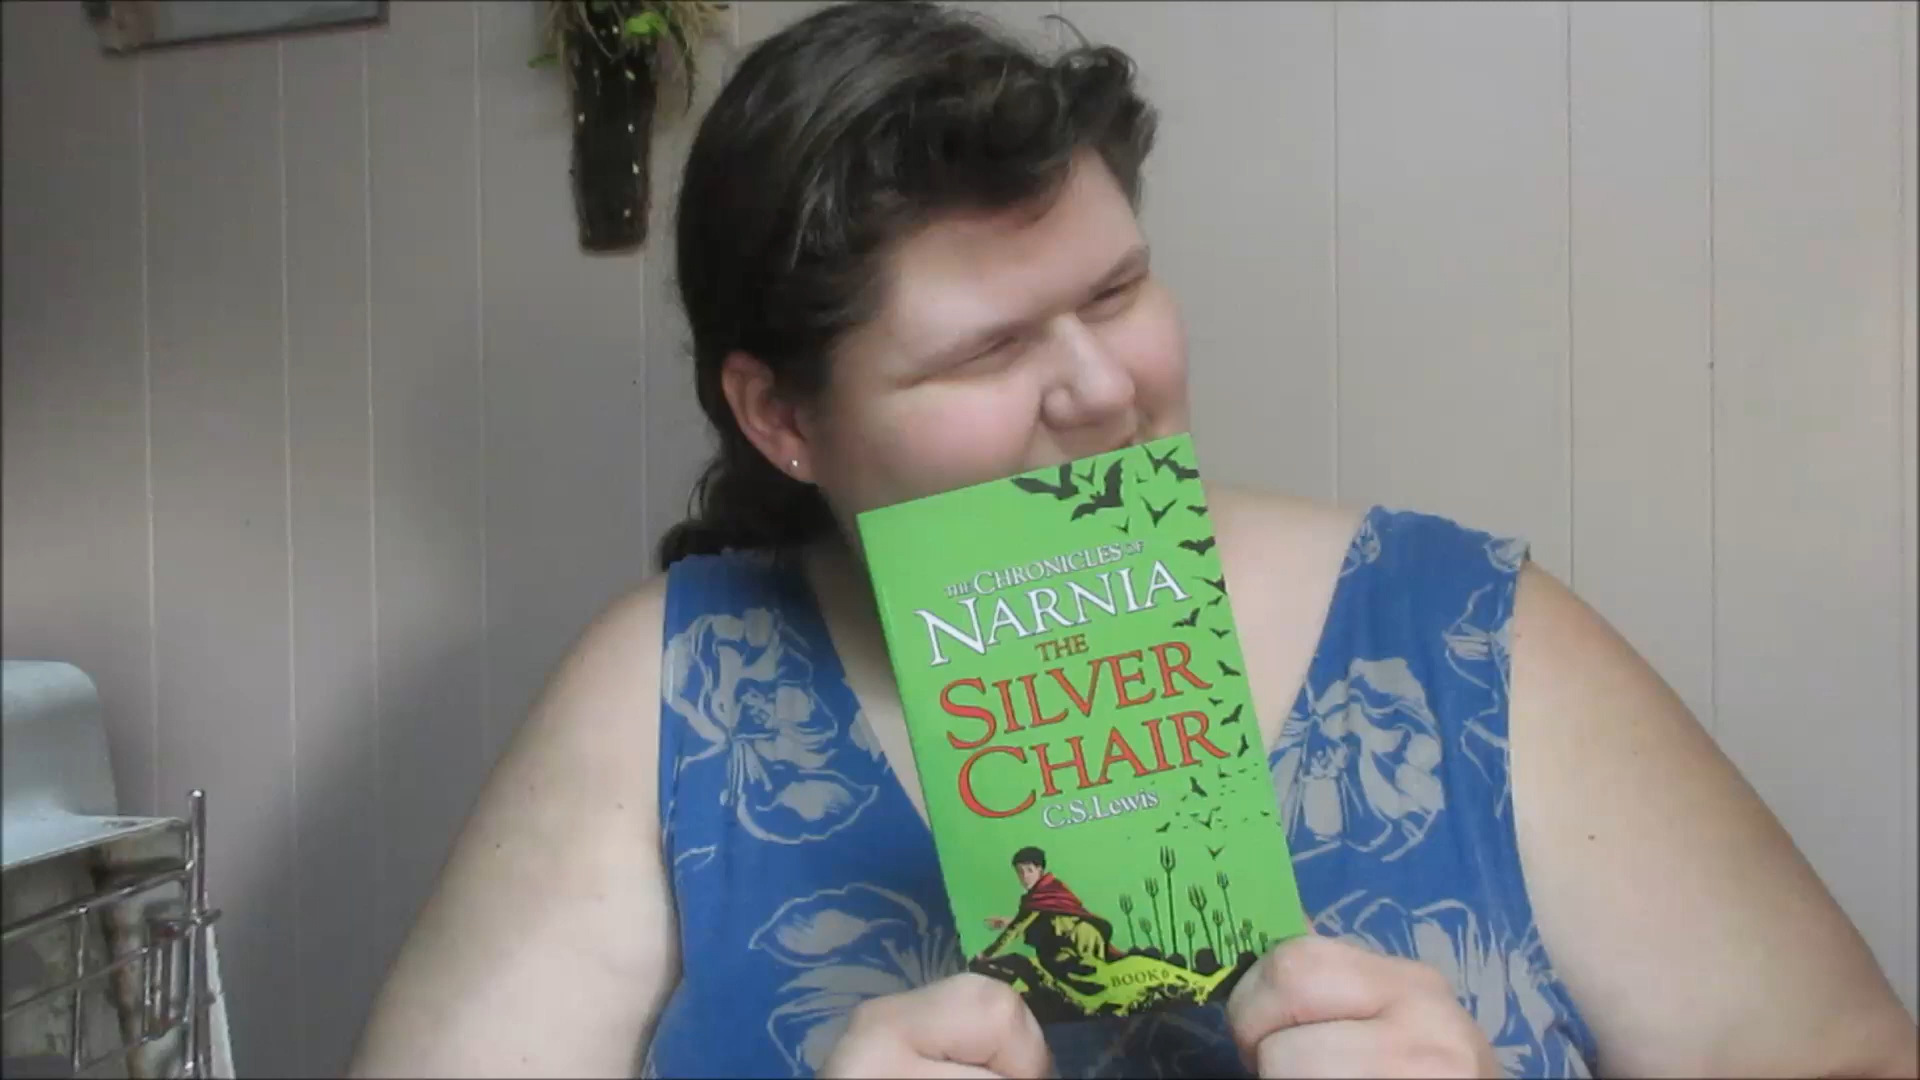 THE CHRONICLES OF
NARNIA
THE
SILVER
CHAIR
C.S.Lewis
BOOK 6